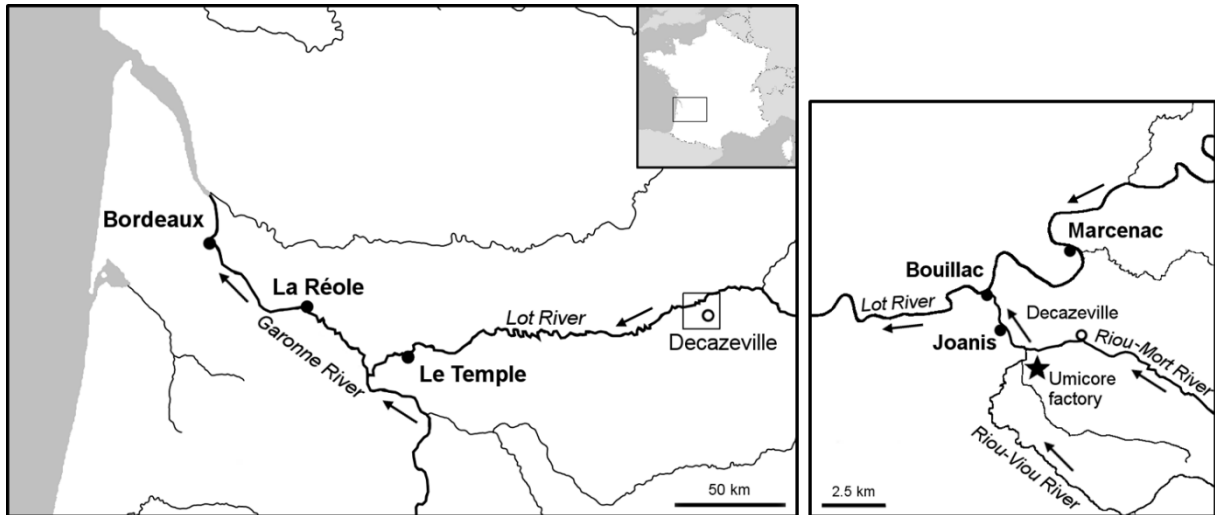 Bordeaux
La Réole
Garonne River
Lot River
Decazeville
Le Temple
50 km
Marcenac
Bouillac
Lot River
Decazeville
Joanis
Riou-Mort River
Umicore
factory
Riou-Viou River
2.5 km